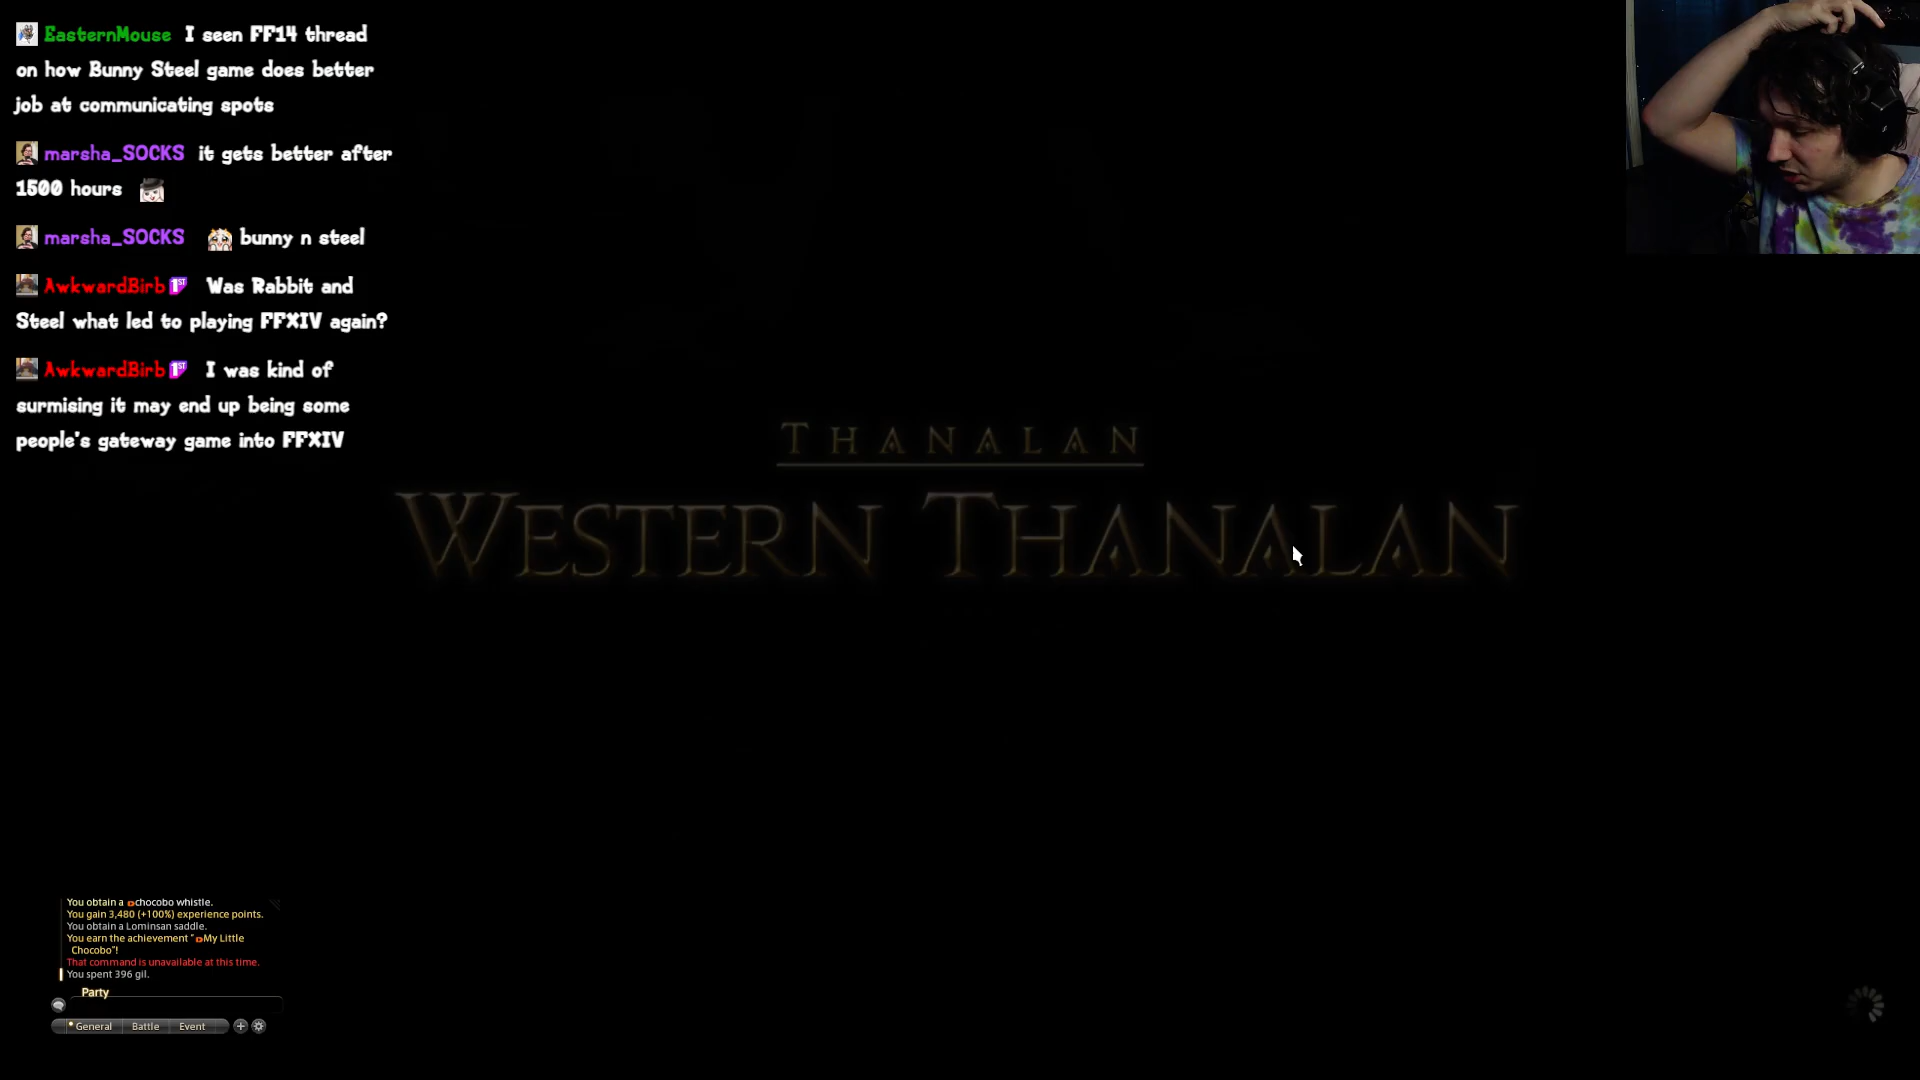 EasternMouse I seen FF14 thread
on how Bunny Steel game does better
job at communicating spots
marsha_SOCKS it gets better after
1500 hours
marsha_SOCKS bunny n steel
AwkwardBirb 1ST Was Rabbit and
Steel what led to playing FFXIV again?
AwkwardBirb 1ST I was kind of
surmising it may end up being some
people's gateway game into FFXIV
THANALAN
WESTERN THANALAN
You obtain a chocobo whistle.
You gain 3,480 (+100%) experience points.
You obtain a Lominsan saddle.
You earn the achievement "My Little
Chocobo"!
That command is unavailable at this time.
You spent 396 gil.
Party
General Battle Event